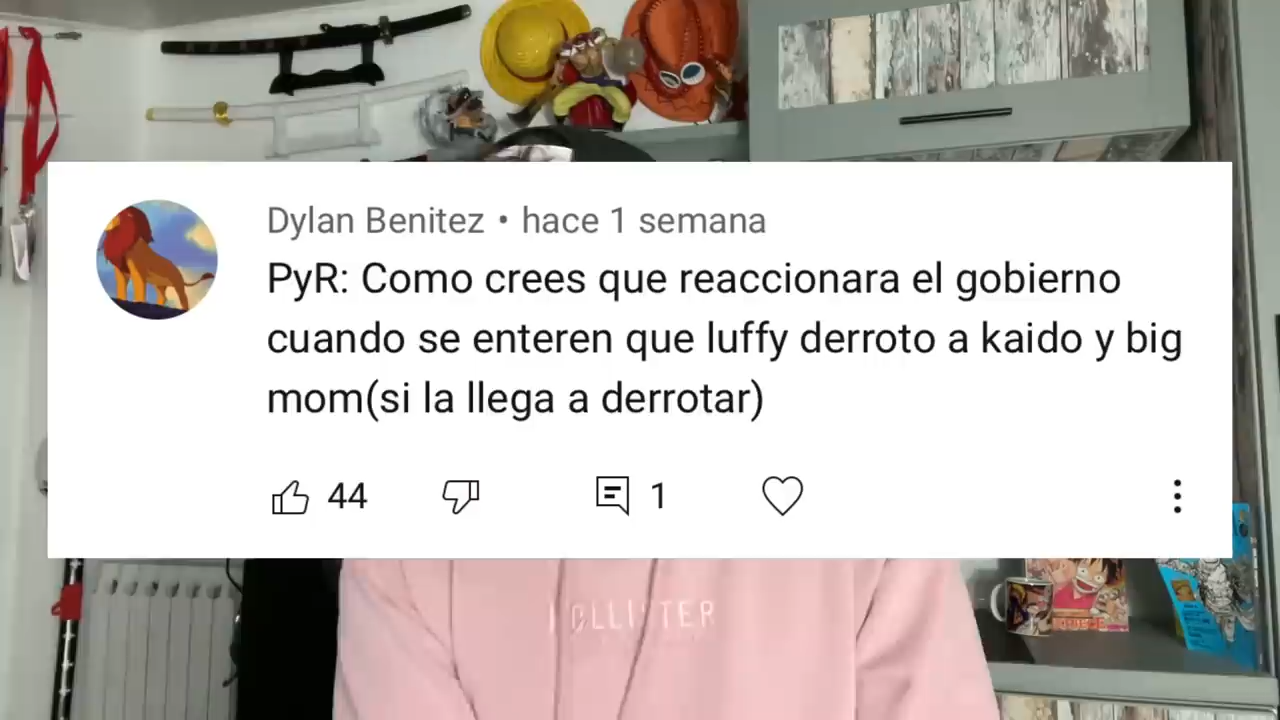 Dylan Benitez • hace 1 semana
PyR: Como crees que reaccionara el gobierno
cuando se enteren que luffy derroto a kaido y big
mom(si la llega a derrotar)
44
1
HOLLISTER